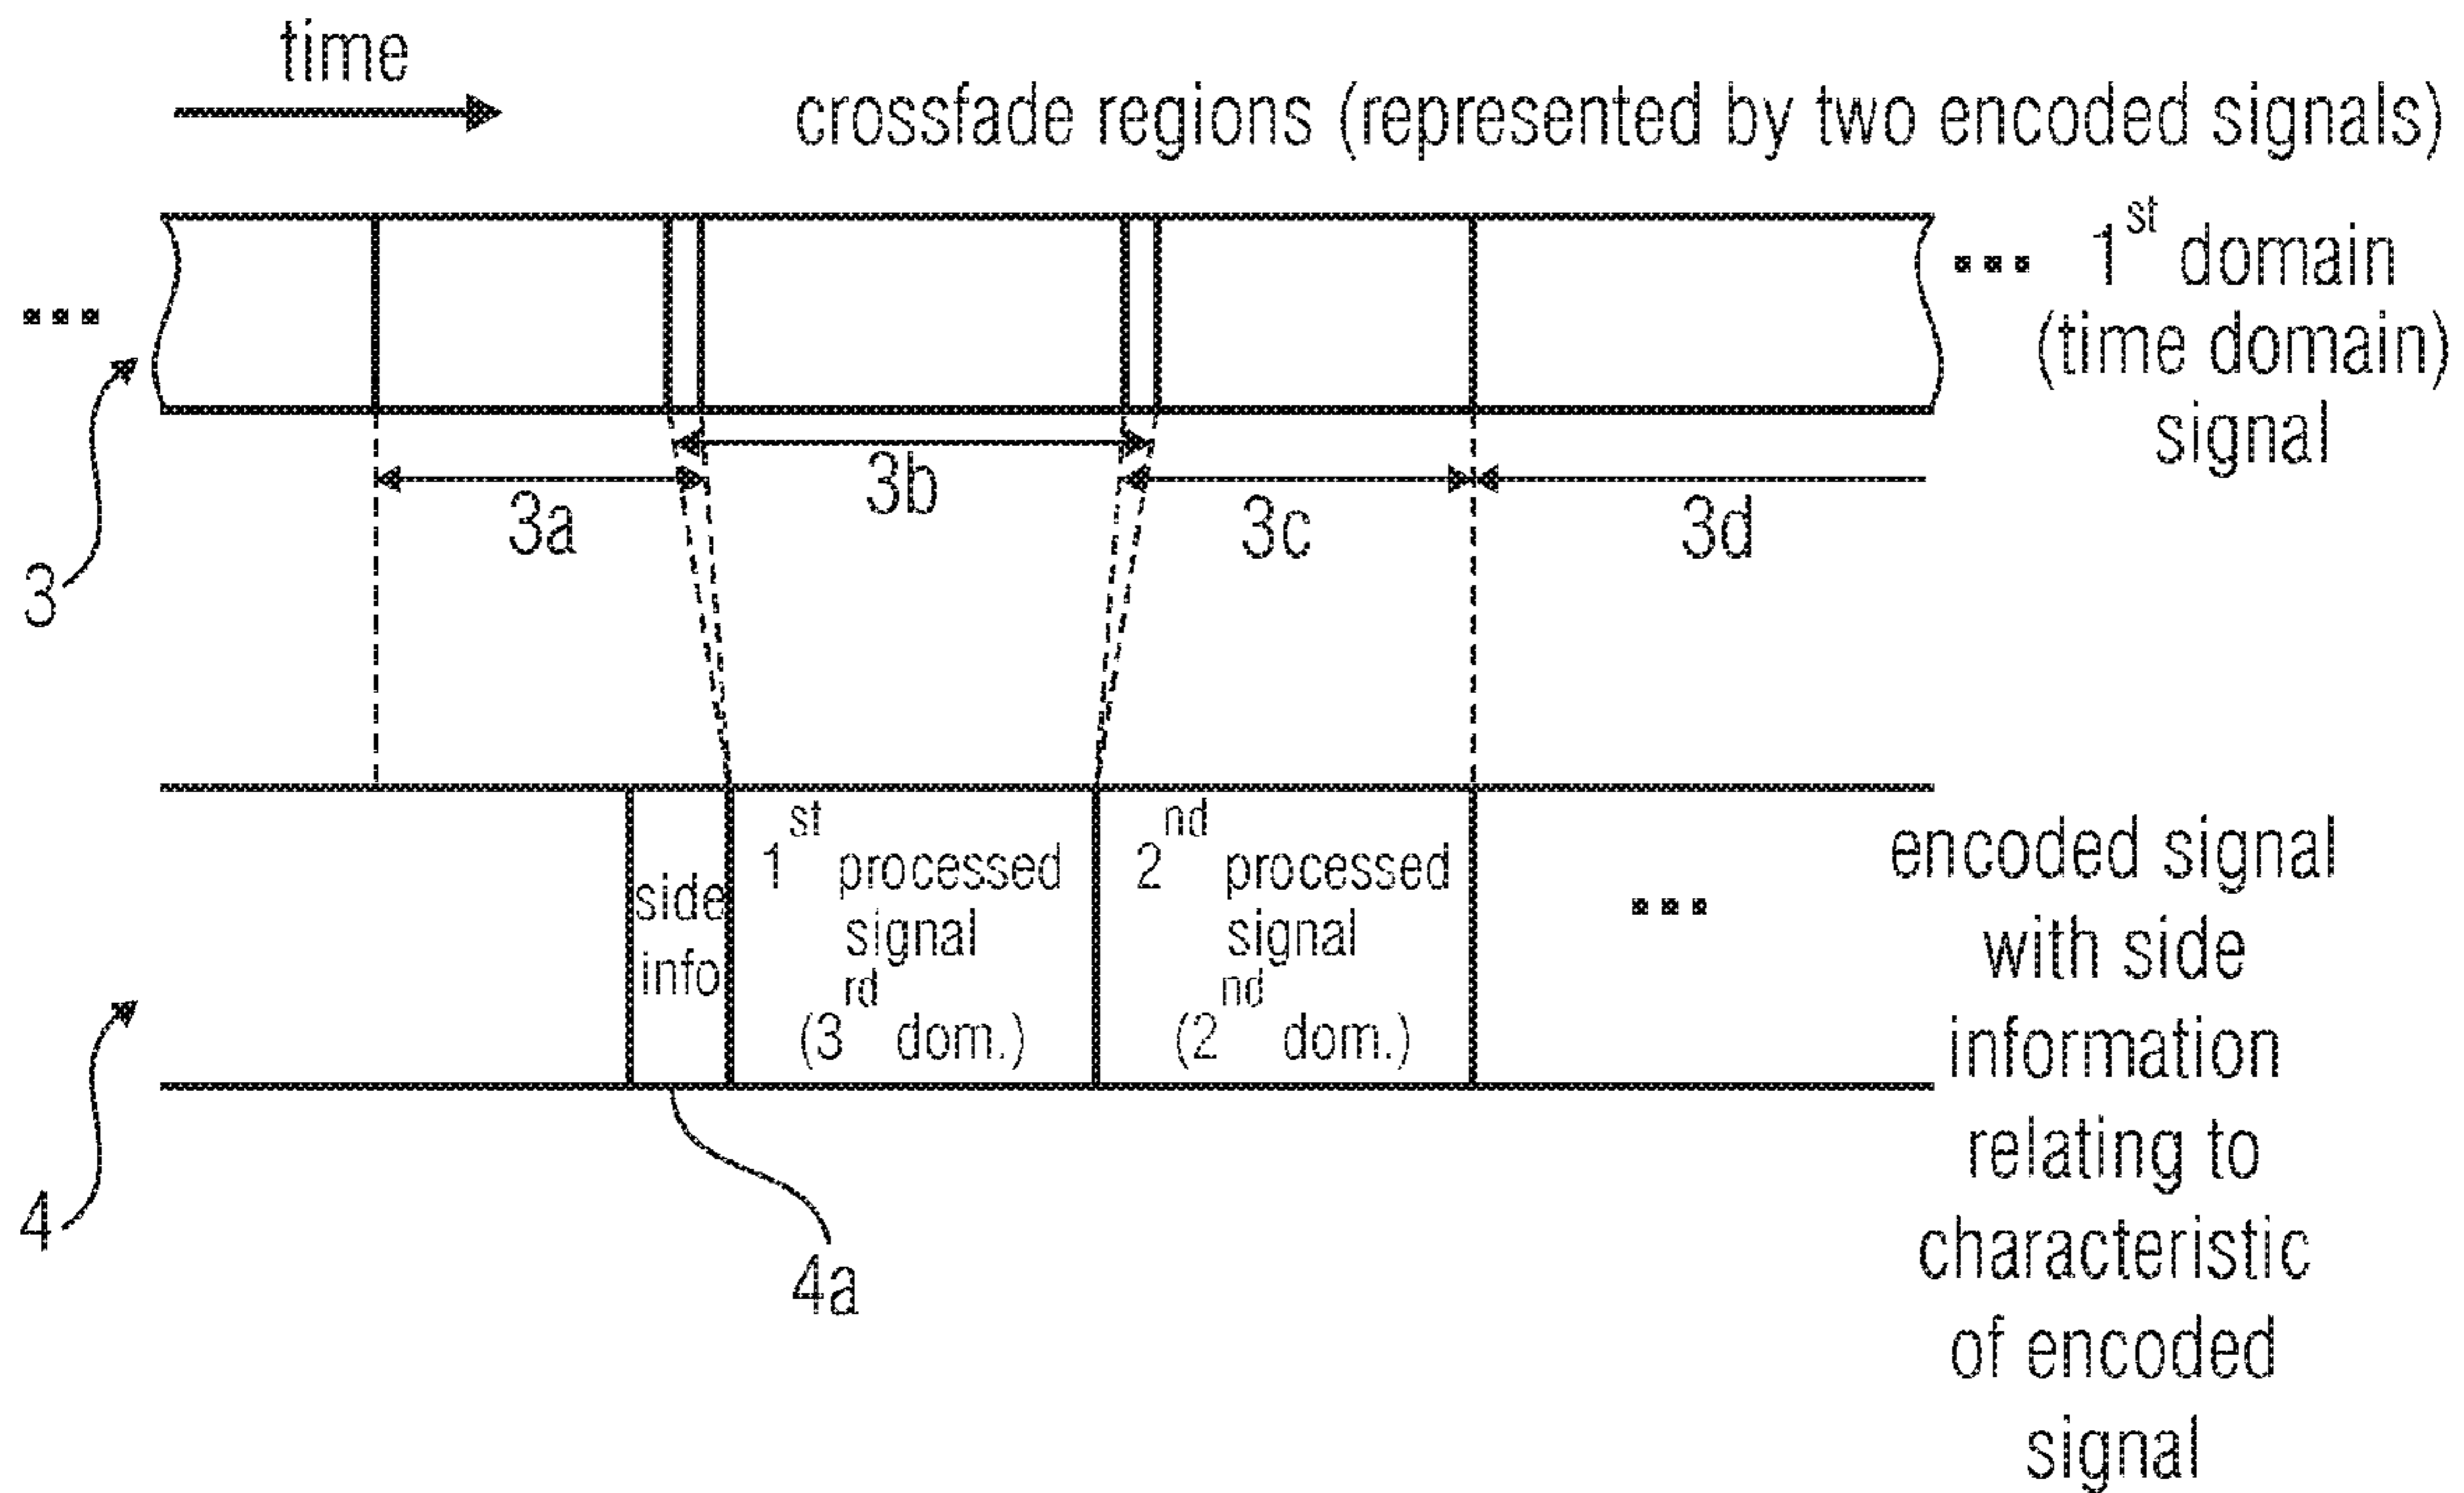 time
crossfade regions (represented by two encoded signals)
... ... 1st domain
(time domain)
signal
3a 3b 3c 3d
3
side
info
1st processed
signal
(3rd dom.)
2nd processed
signal
(2nd dom.)
...
encoded signal
with side
information
relating to
characteristic
of encoded
signal
4
4a